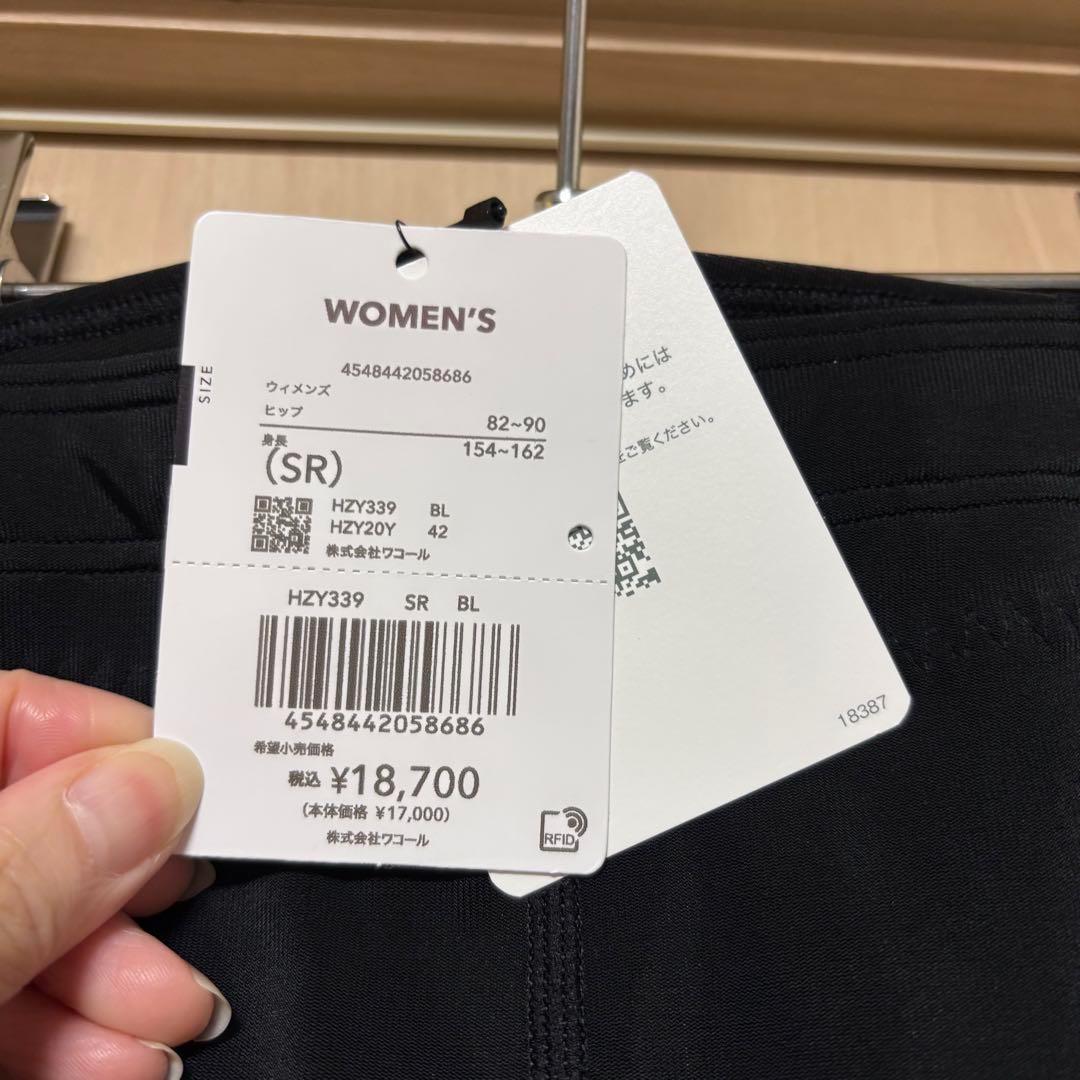 WOMEN'S
4548442058686
SIZE
ウィメンズ
ヒップ 82~90
身長 154~162
(SR)
HZY339 BL
HZY20Y 42
株式会社ワコール
HZY339 SR BL
4548442058686
希望小売価格
税込 ¥18,700
(本体価格 ¥17,000)
株式会社ワコール
RFID
めには
ます。
をご覧ください。
18387